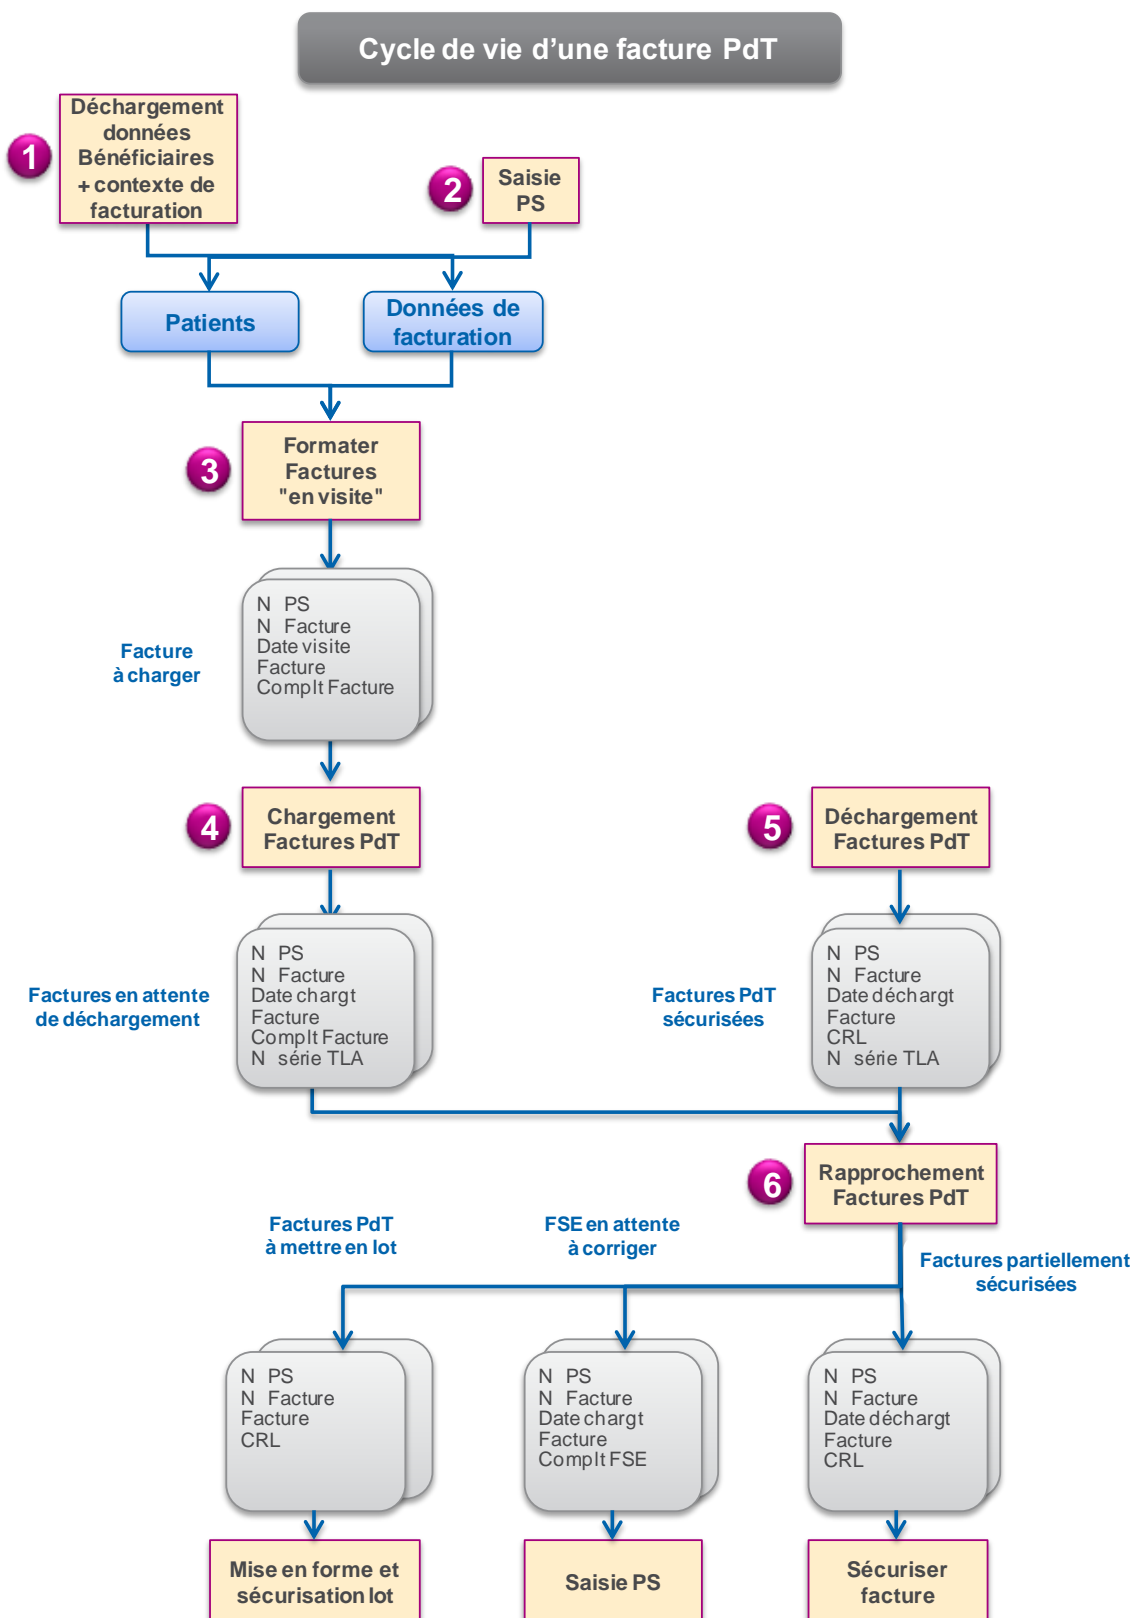 Cycle de vie d’une facture PdT
1
Déchargement
données
Bénéficiaires
+ contexte de
facturation
2
Saisie
PS
Patients
Données de
facturation
3
Formater
Factures
"en visite"
Facture
à charger
N PS
N Facture
Date visite
Facture
Complt Facture
4
Chargement
Factures PdT
5
Déchargement
Factures PdT
Factures en attente
de déchargement
N PS
N Facture
Date chargt
Facture
Complt Facture
N série TLA
Factures PdT
sécurisées
N PS
N Facture
Date déchargt
Facture
CRL
N série TLA
6
Rapprochement
Factures PdT
Factures PdT
à mettre en lot
FSE en attente
à corriger
Factures partiellement
sécurisées
N PS
N Facture
Facture
CRL
N PS
N Facture
Date chargt
Facture
Complt FSE
N PS
N Facture
Date déchargt
Facture
CRL
Mise en forme et
sécurisation lot
Saisie PS
Sécuriser
facture